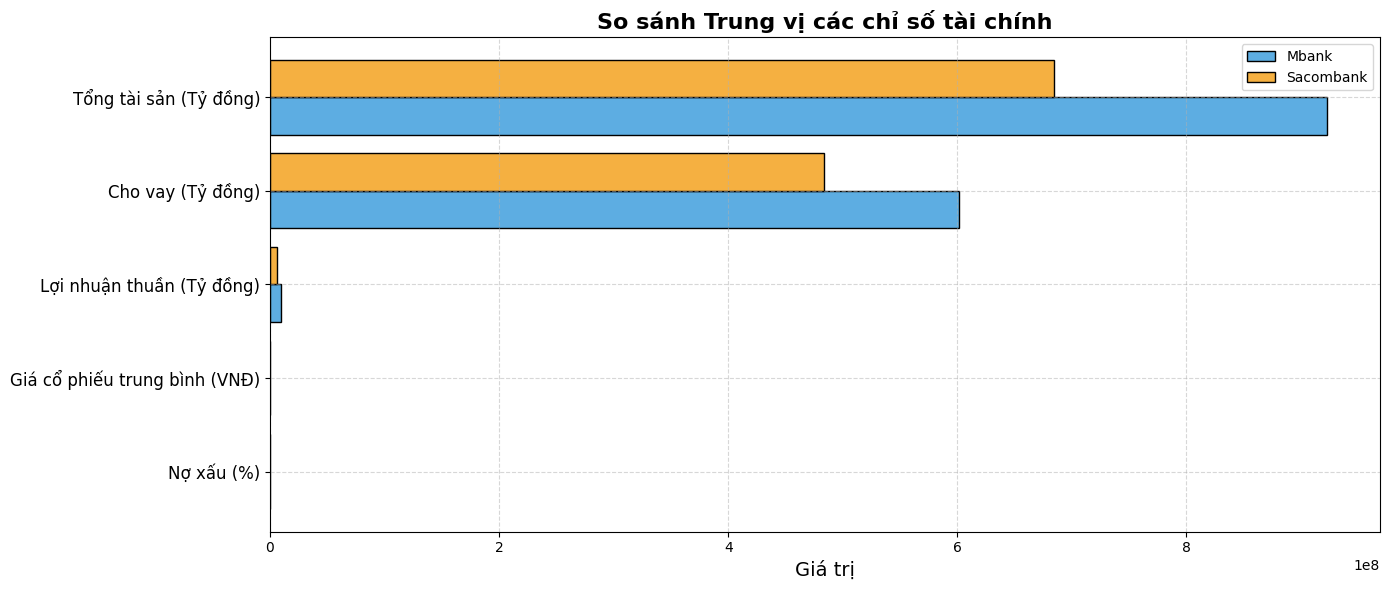 So sánh Trung vị các chỉ số tài chính
Mbank
Sacombank
Tổng tài sản (Tỷ đồng)
Cho vay (Tỷ đồng)
Lợi nhuận thuần (Tỷ đồng)
Giá cổ phiếu trung bình (VNĐ)
Nợ xấu (%)
0 2 4 6 8
1e8
Giá trị